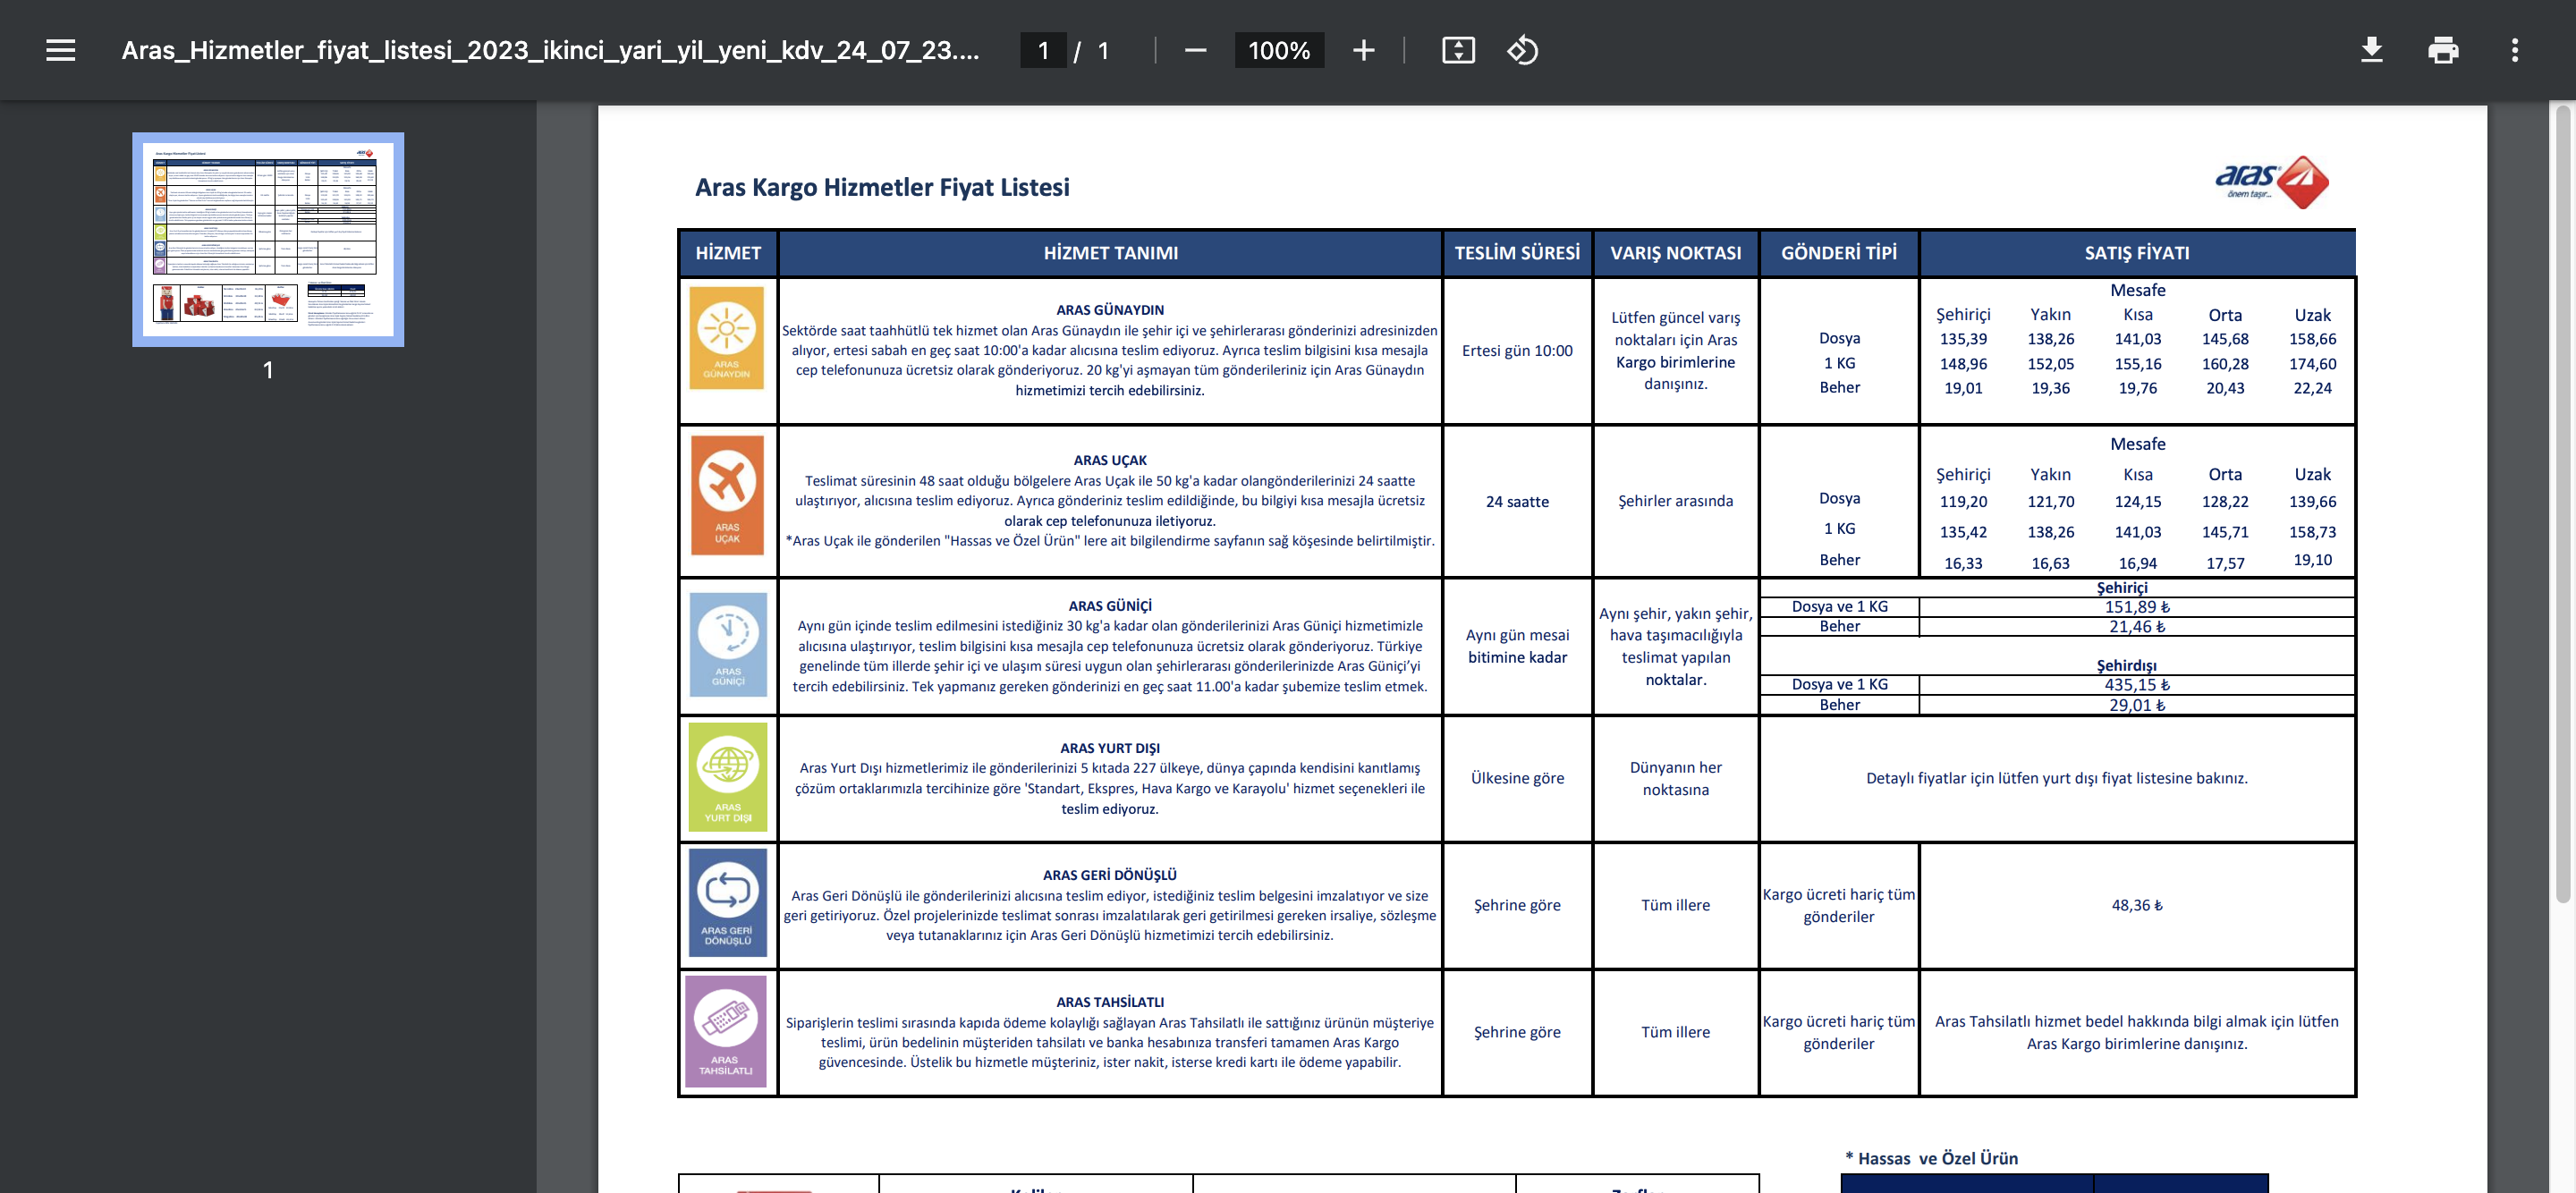 Aras_Hizmetler_fiyat_listesi_2023_ikinci_yari_yil_yeni_kdv_24_07_23....
1 / 1
100%
1
Aras Kargo Hizmetler Fiyat Listesi
aras
önem taşır...
HİZMET HİZMET TANIMI TESLİM SÜRESİ VARIŞ NOKTASI GÖNDERİ TİPİ SATIŞ FİYATI
ARAS
GÜNAYDIN
ARAS GÜNAYDIN
Sektörde saat taahhütlü tek hizmet olan Aras Günaydın ile şehir içi ve şehirlerarası gönderinizi adresinizden
alıyor, ertesi sabah en geç saat 10:00'a kadar alıcısına teslim ediyoruz. Ayrıca teslim bilgisini kısa mesajla
cep telefonunuza ücretsiz olarak gönderiyoruz. 20 kg'yi aşmayan tüm gönderileriniz için Aras Günaydın
hizmetimizi tercih edebilirsiniz.
Ertesi gün 10:00
Lütfen güncel varış
noktaları için Aras
Kargo birimlerine
danışınız.
Mesafe
Şehiriçi Yakın Kısa Orta Uzak
Dosya 135,39 138,26 141,03 145,68 158,66
1 KG 148,96 152,05 155,16 160,28 174,60
Beher 19,01 19,36 19,76 20,43 22,24
ARAS
UÇAK
ARAS UÇAK
Teslimat süresinin 48 saat olduğu bölgelere Aras Uçak ile 50 kg'a kadar olangönderilerinizi 24 saatte
ulaştırıyor, alıcısına teslim ediyoruz. Ayrıca gönderiniz teslim edildiğinde, bu bilgiyi kısa mesajla ücretsiz
olarak cep telefonunuza iletiyoruz.
*Aras Uçak ile gönderilen "Hassas ve Özel Ürün" lere ait bilgilendirme sayfanın sağ köşesinde belirtilmiştir.
24 saatte
Şehirler arasında
Mesafe
Şehiriçi Yakın Kısa Orta Uzak
Dosya 119,20 121,70 124,15 128,22 139,66
1 KG 135,42 138,26 141,03 145,71 158,73
Beher 16,33 16,63 16,94 17,57 19,10
ARAS
GÜNİÇİ
ARAS GÜNİÇİ
Aynı gün içinde teslim edilmesini istediğiniz 30 kg'a kadar olan gönderilerinizi Aras Güniçi hizmetimizle
alıcısına ulaştırıyor, teslim bilgisini kısa mesajla cep telefonunuza ücretsiz olarak gönderiyoruz. Türkiye
genelinde tüm illerde şehir içi ve ulaşım süresi uygun olan şehirlerarası gönderilerinizde Aras Güniçi’yi
tercih edebilirsiniz. Tek yapmanız gereken gönderinizi en geç saat 11.00'a kadar şubemize teslim etmek.
Aynı gün mesai
bitimine kadar
Aynı şehir, yakın şehir,
hava taşımacılığıyla
teslimat yapılan
noktalar.
Şehiriçi
Dosya ve 1 KG 151,89 ₺
Beher 21,46 ₺
Şehirdışı
Dosya ve 1 KG 435,15 ₺
Beher 29,01 ₺
ARAS
YURT DIŞI
ARAS YURT DIŞI
Aras Yurt Dışı hizmetlerimiz ile gönderilerinizi 5 kıtada 227 ülkeye, dünya çapında kendisini kanıtlamış
çözüm ortaklarımızla tercihinize göre 'Standart, Ekspres, Hava Kargo ve Karayolu' hizmet seçenekleri ile
teslim ediyoruz.
Ülkesine göre
Dünyanın her
noktasına
Detaylı fiyatlar için lütfen yurt dışı fiyat listesine bakınız.
ARAS GERİ
DÖNÜŞLÜ
ARAS GERİ DÖNÜŞLÜ
Aras Geri Dönüşlü ile gönderilerinizi alıcısına teslim ediyor, istediğiniz teslim belgesini imzalatıyor ve size
geri getiriyoruz. Özel projelerinizde teslimat sonrası imzalatılarak geri getirilmesi gereken irsaliye, sözleşme
veya tutanaklarınız için Aras Geri Dönüşlü hizmetimizi tercih edebilirsiniz.
Şehrine göre
Tüm illere
Kargo ücreti hariç tüm
gönderiler
48,36 ₺
ARAS
TAHSİLATLI
ARAS TAHSİLATLI
Siparişlerin teslimi sırasında kapıda ödeme kolaylığı sağlayan Aras Tahsilatlı ile sattığınız ürünün müşteriye
teslimi, ürün bedelinin müşteriden tahsilatı ve banka hesabınıza transferi tamamen Aras Kargo
güvencesinde. Üstelik bu hizmetle müşteriniz, ister nakit, isterse kredi kartı ile ödeme yapabilir.
Şehrine göre
Tüm illere
Kargo ücreti hariç tüm
gönderiler
Aras Tahsilatlı hizmet bedel hakkında bilgi almak için lütfen
Aras Kargo birimlerine danışınız.
* Hassas ve Özel Ürün